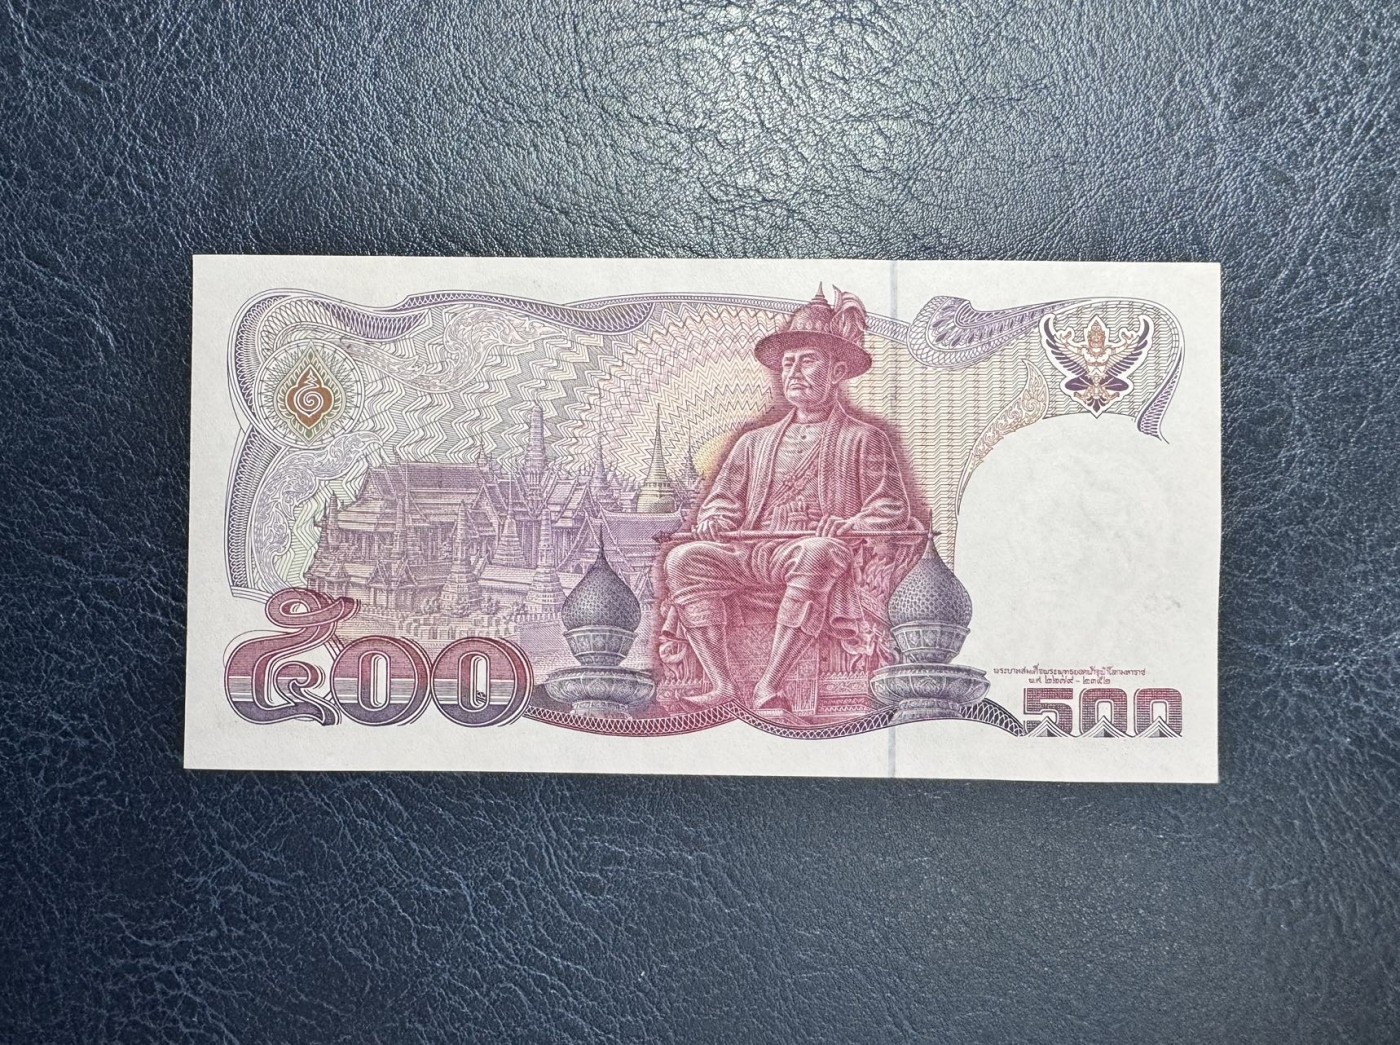 ๕๐๐
พระบาทสมเด็จพระพุทธยอดฟ้าจุฬาโลกมหาราช
พ.ศ. ๒๒๗๙ - ๒๓๕๒
500